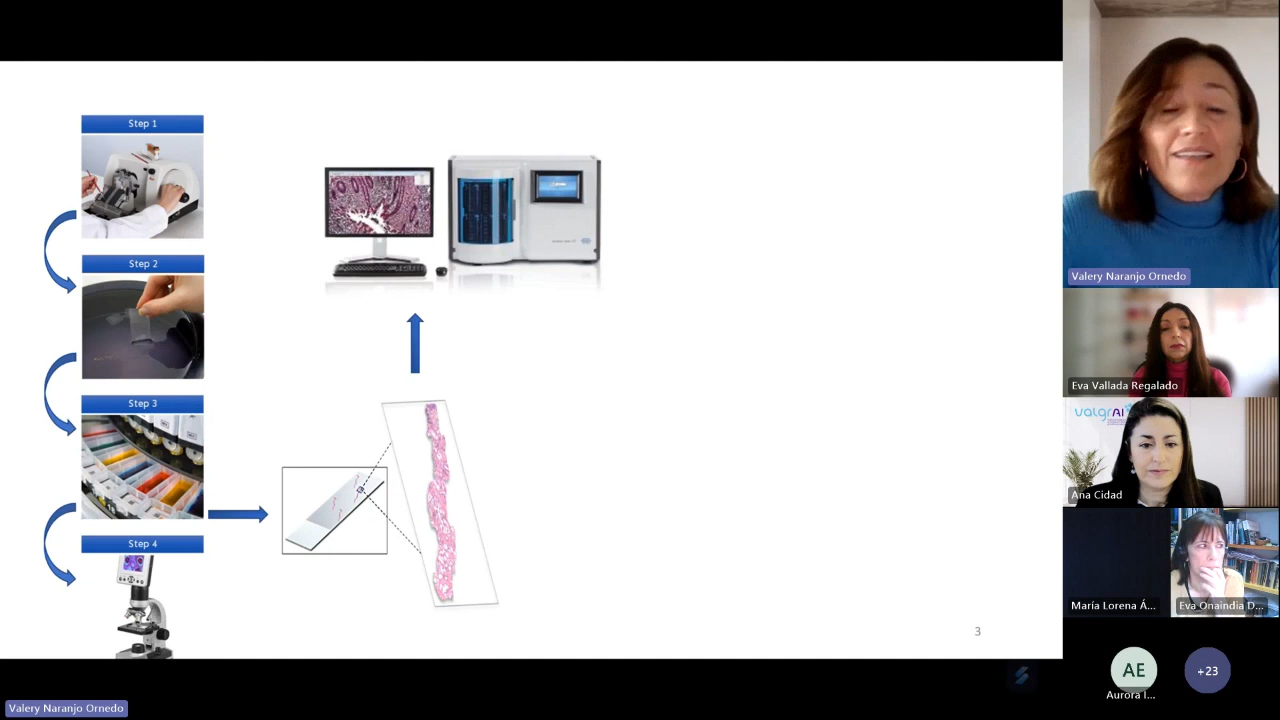 Step 1
Step 2
Step 3
Step 4
3
Valery Naranjo Ornedo
Eva Vallada Regalado
valgrAI
Ana Cidad
María Lorena Á...
Eva Onaindia D...
AE
Aurora I...
+23
Valery Naranjo Ornedo